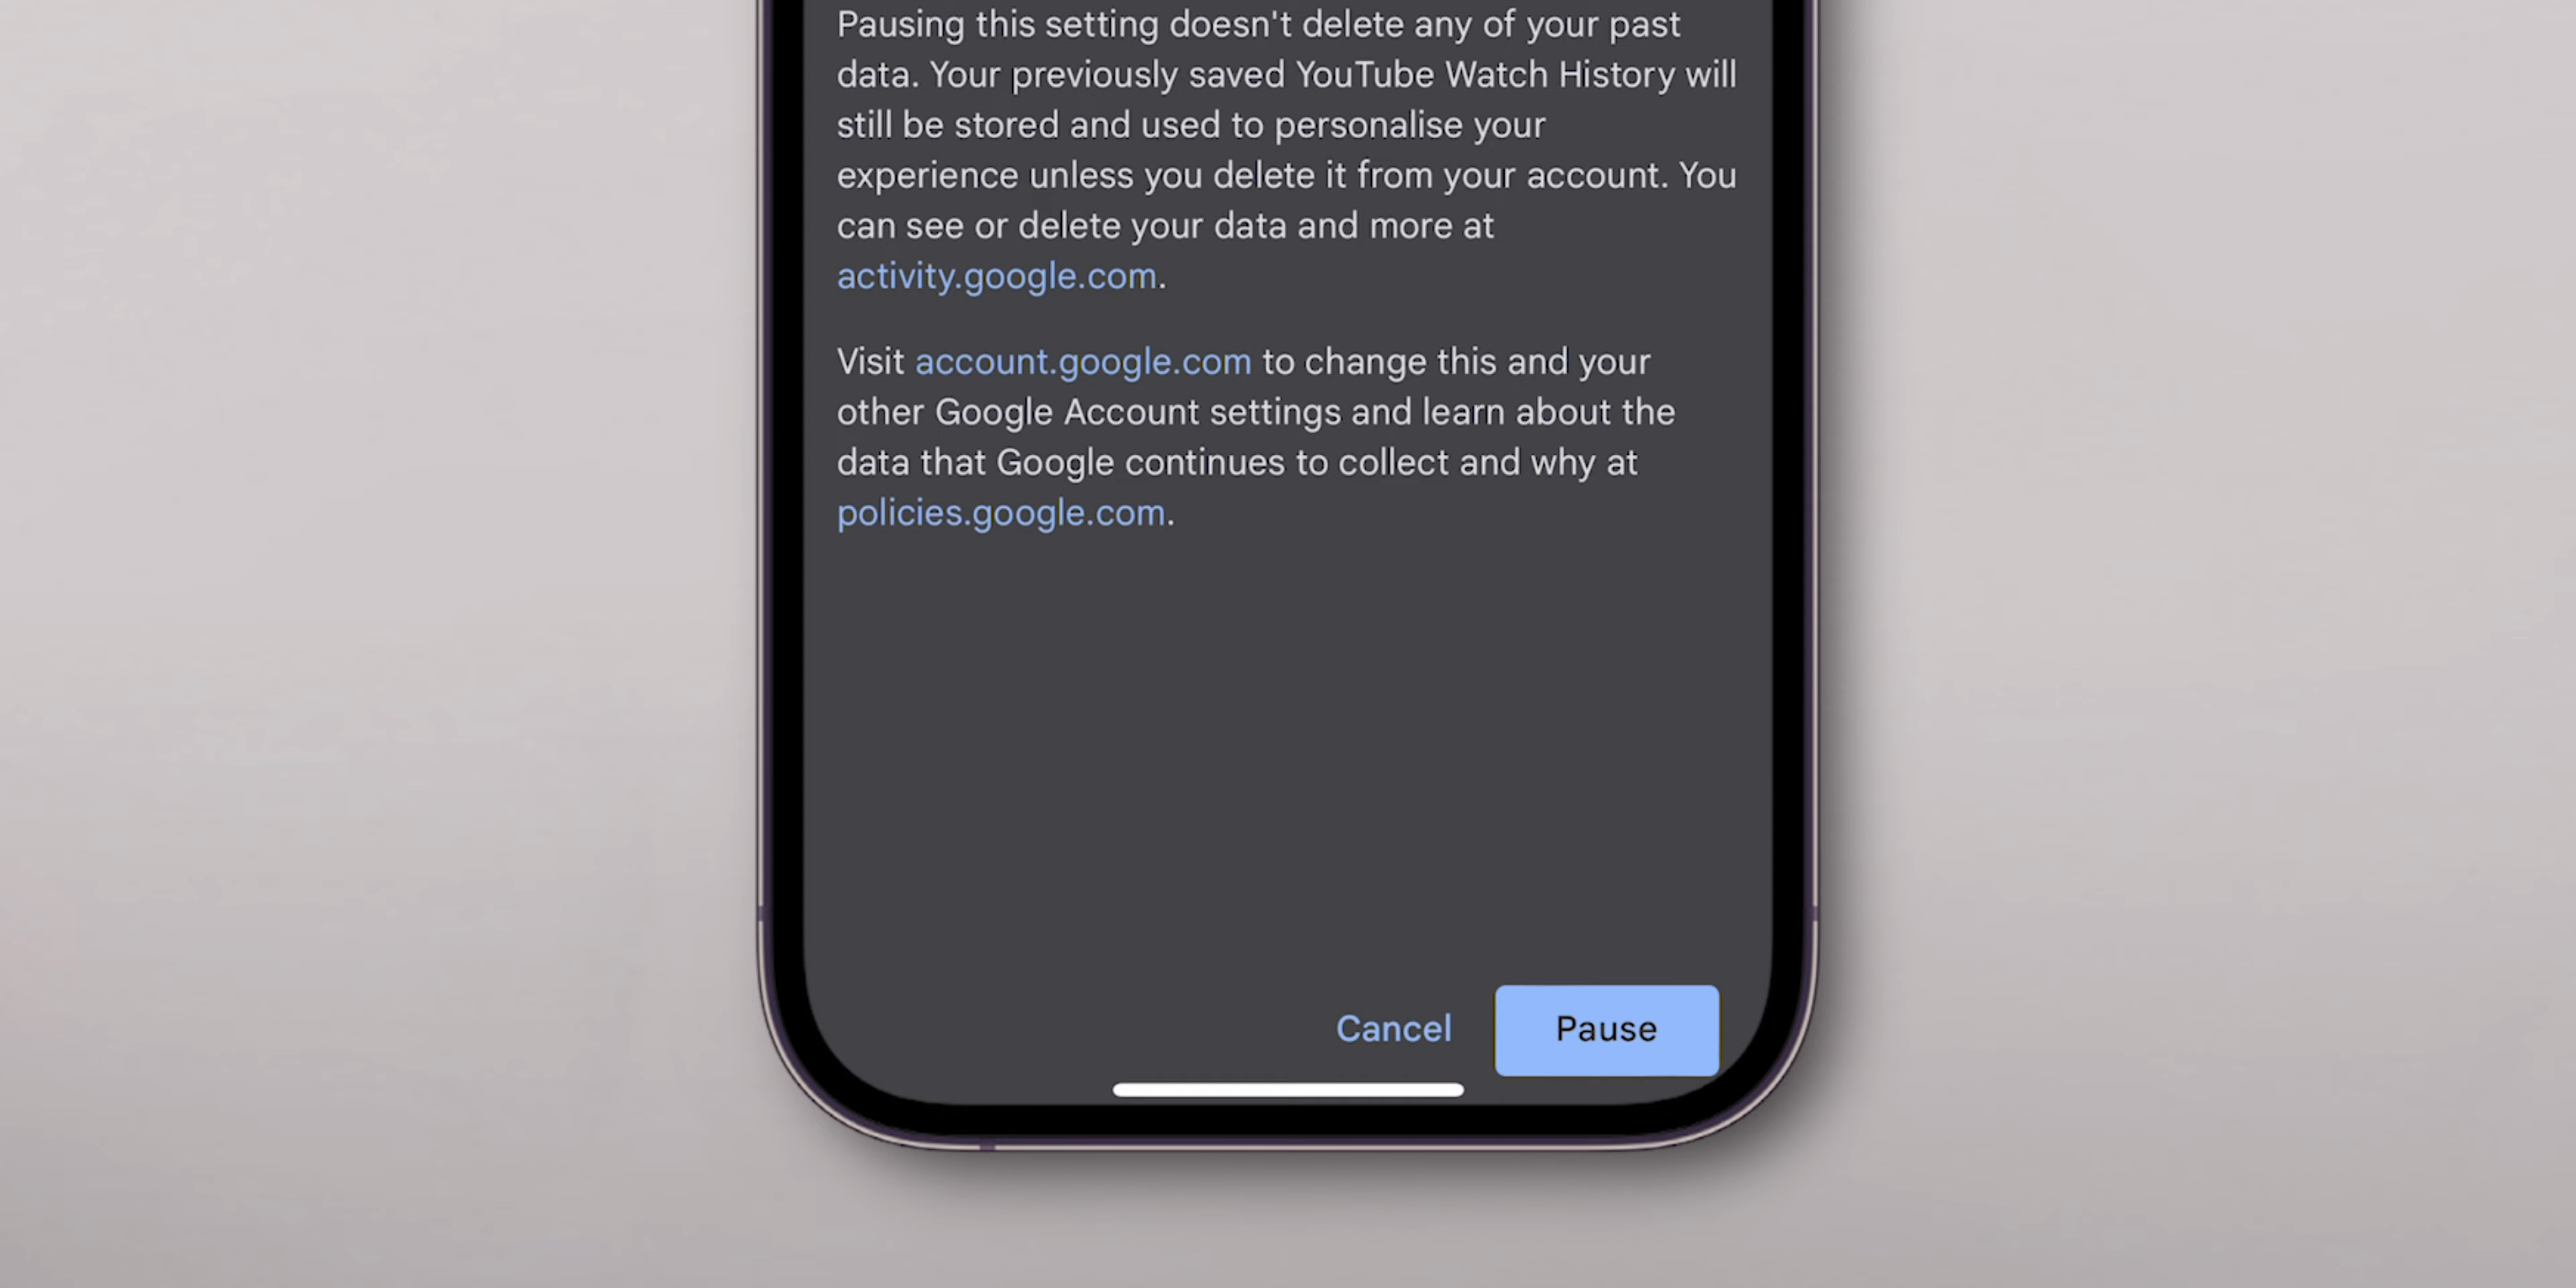 Pausing this setting doesn't delete any of your past
data. Your previously saved YouTube Watch History will
still be stored and used to personalise your
experience unless you delete it from your account. You
can see or delete your data and more at
activity.google.com.
Visit account.google.com to change this and your
other Google Account settings and learn about the
data that Google continues to collect and why at
policies.google.com.
Cancel Pause